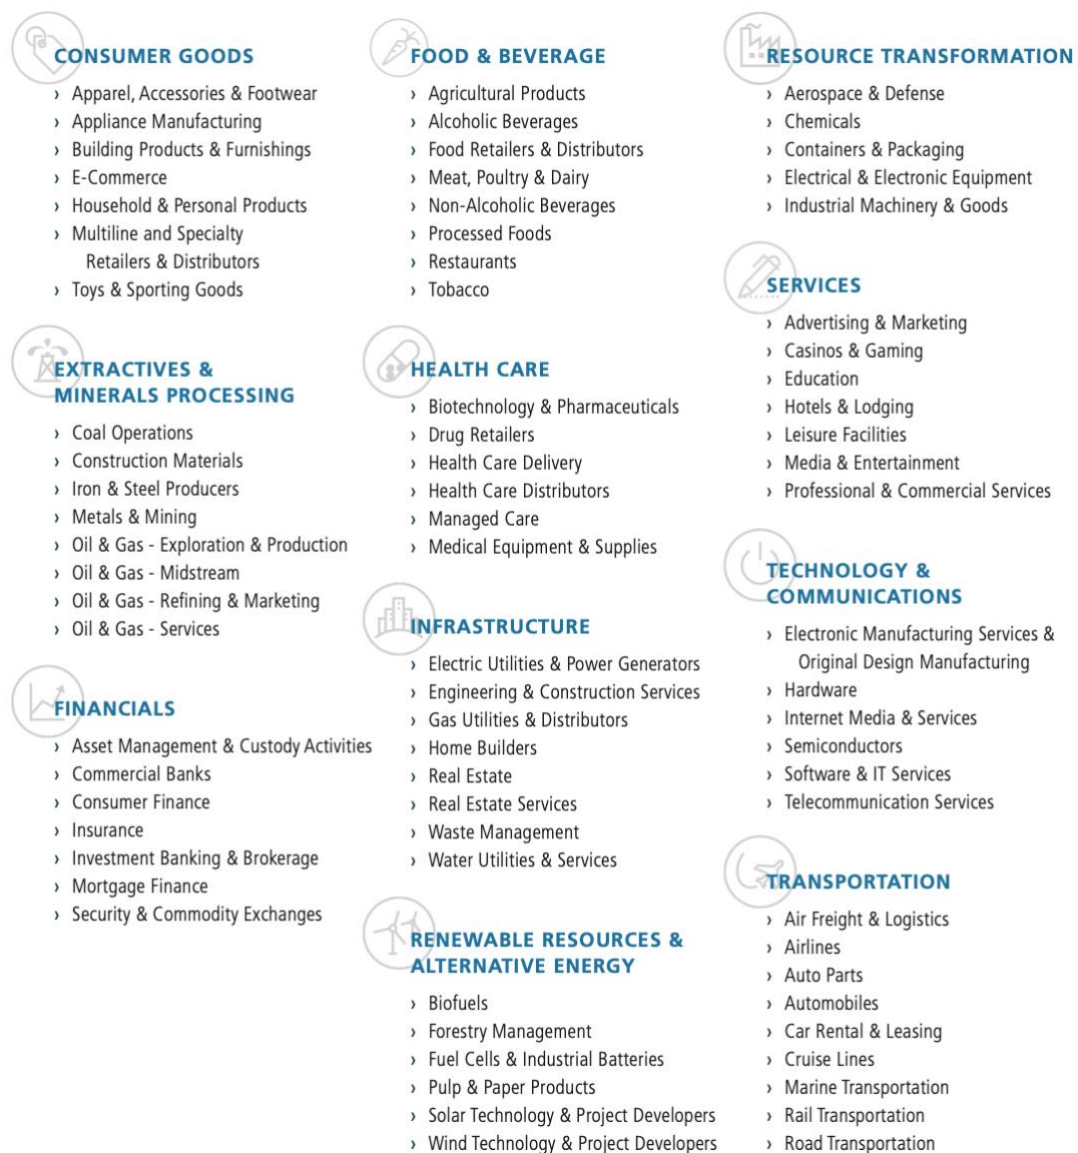 CONSUMER GOODS
› Apparel, Accessories & Footwear
› Appliance Manufacturing
› Building Products & Furnishings
› E-Commerce
› Household & Personal Products
› Multiline and Specialty
Retailers & Distributors
› Toys & Sporting Goods
EXTRACTIVES &
MINERALS PROCESSING
› Coal Operations
› Construction Materials
› Iron & Steel Producers
› Metals & Mining
› Oil & Gas - Exploration & Production
› Oil & Gas - Midstream
› Oil & Gas - Refining & Marketing
› Oil & Gas - Services
FINANCIALS
› Asset Management & Custody Activities
› Commercial Banks
› Consumer Finance
› Insurance
› Investment Banking & Brokerage
› Mortgage Finance
› Security & Commodity Exchanges
FOOD & BEVERAGE
› Agricultural Products
› Alcoholic Beverages
› Food Retailers & Distributors
› Meat, Poultry & Dairy
› Non-Alcoholic Beverages
› Processed Foods
› Restaurants
› Tobacco
HEALTH CARE
› Biotechnology & Pharmaceuticals
› Drug Retailers
› Health Care Delivery
› Health Care Distributors
› Managed Care
› Medical Equipment & Supplies
INFRASTRUCTURE
› Electric Utilities & Power Generators
› Engineering & Construction Services
› Gas Utilities & Distributors
› Home Builders
› Real Estate
› Real Estate Services
› Waste Management
› Water Utilities & Services
RENEWABLE RESOURCES &
ALTERNATIVE ENERGY
› Biofuels
› Forestry Management
› Fuel Cells & Industrial Batteries
› Pulp & Paper Products
› Solar Technology & Project Developers
› Wind Technology & Project Developers
RESOURCE TRANSFORMATION
› Aerospace & Defense
› Chemicals
› Containers & Packaging
› Electrical & Electronic Equipment
› Industrial Machinery & Goods
SERVICES
› Advertising & Marketing
› Casinos & Gaming
› Education
› Hotels & Lodging
› Leisure Facilities
› Media & Entertainment
› Professional & Commercial Services
TECHNOLOGY &
COMMUNICATIONS
› Electronic Manufacturing Services &
Original Design Manufacturing
› Hardware
› Internet Media & Services
› Semiconductors
› Software & IT Services
› Telecommunication Services
TRANSPORTATION
› Air Freight & Logistics
› Airlines
› Auto Parts
› Automobiles
› Car Rental & Leasing
› Cruise Lines
› Marine Transportation
› Rail Transportation
› Road Transportation